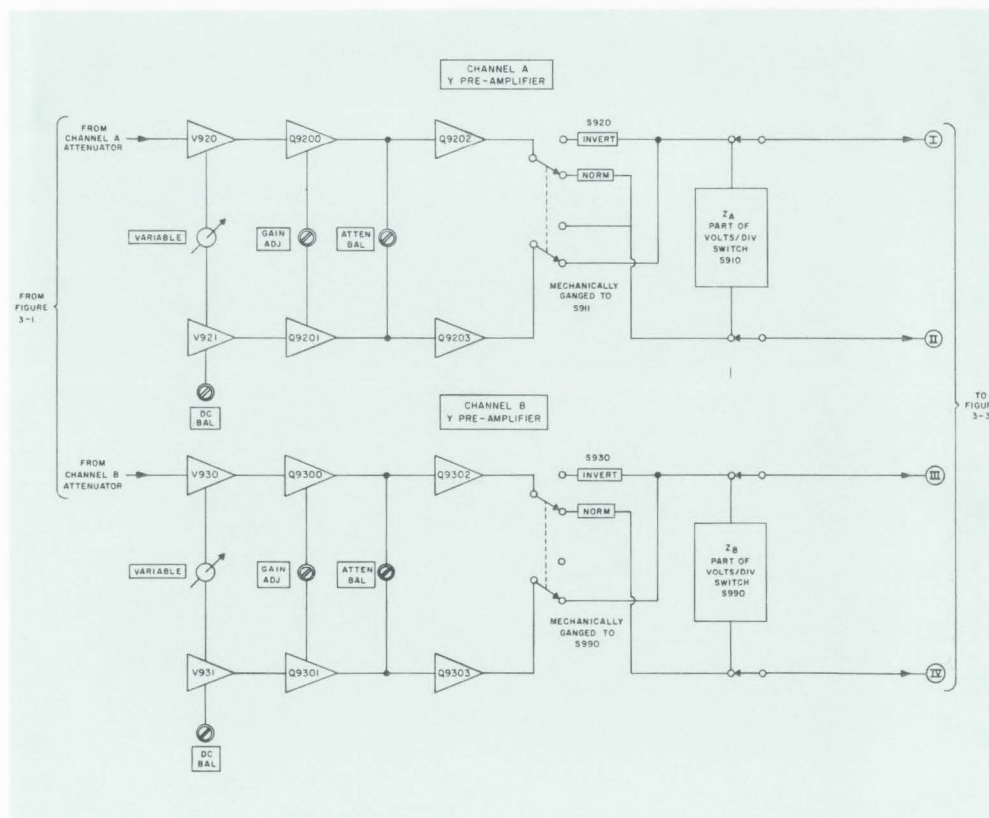 CHANNEL A
Y PRE-AMPLIFIER
FROM
CHANNEL A
ATTENUATOR
V920
Q9200
Q9202
S920
INVERT
NORM
I
VARIABLE
GAIN
ADJ
ATTEN
BAL
ZA
PART OF
VOLTS/DIV
SWITCH
S910
MECHANICALLY
GANGED TO
S911
FROM
FIGURE
3-1.
V921
Q9201
Q9203
II
DC
BAL
CHANNEL B
Y PRE-AMPLIFIER
TO
FIGUR
3-3
FROM
CHANNEL B
ATTENUATOR
V930
Q9300
Q9302
S930
INVERT
NORM
III
VARIABLE
GAIN
ADJ
ATTEN
BAL
ZB
PART OF
VOLTS/DIV
SWITCH
S990
MECHANICALLY
GANGED TO
S990
V931
Q9301
Q9303
IV
DC
BAL